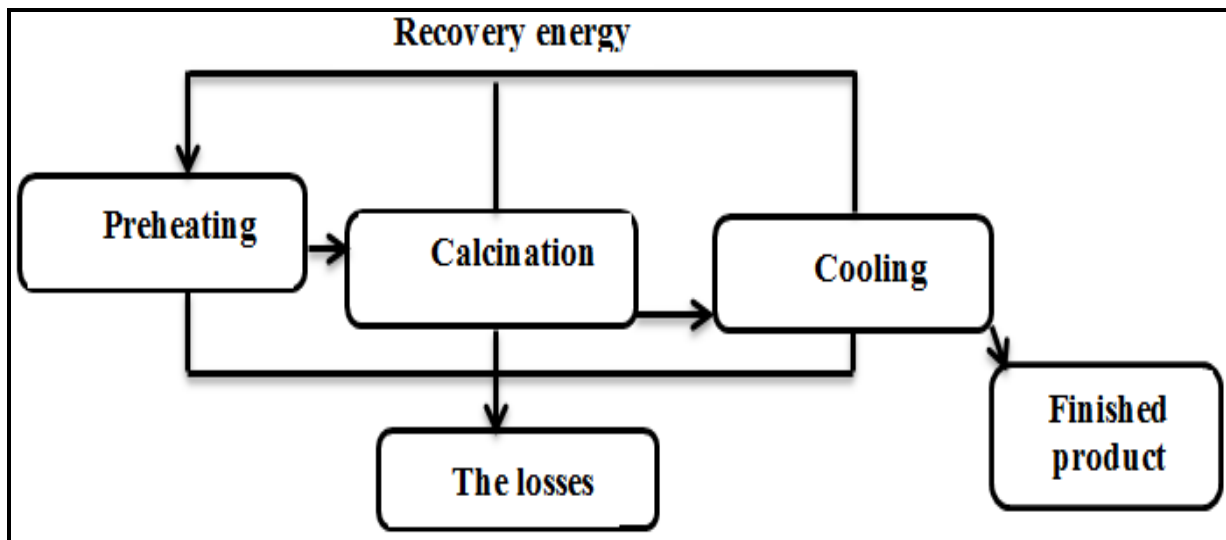 Recovery energy
Preheating
Calcination
Cooling
Finished
product
The losses